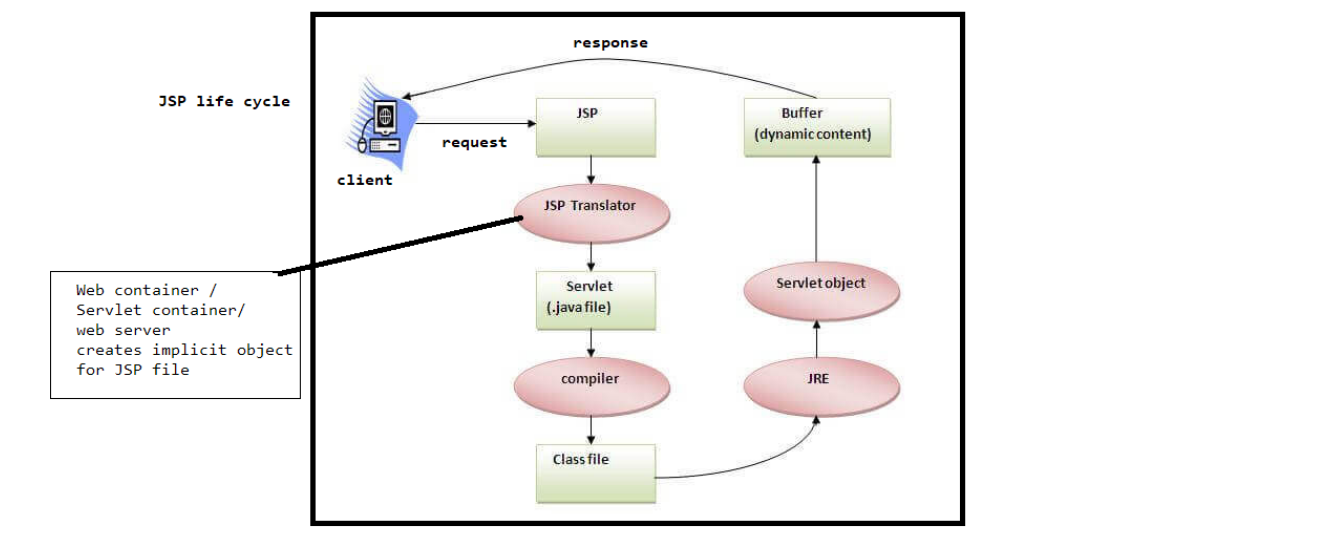 response
JSP life cycle
JSP
Buffer
(dynamic content)
request
client
JSP Translator
Web container /
Servlet container/
web server
creates implicit object
for JSP file
Servlet
(.java file)
Servlet object
compiler
JRE
Class file